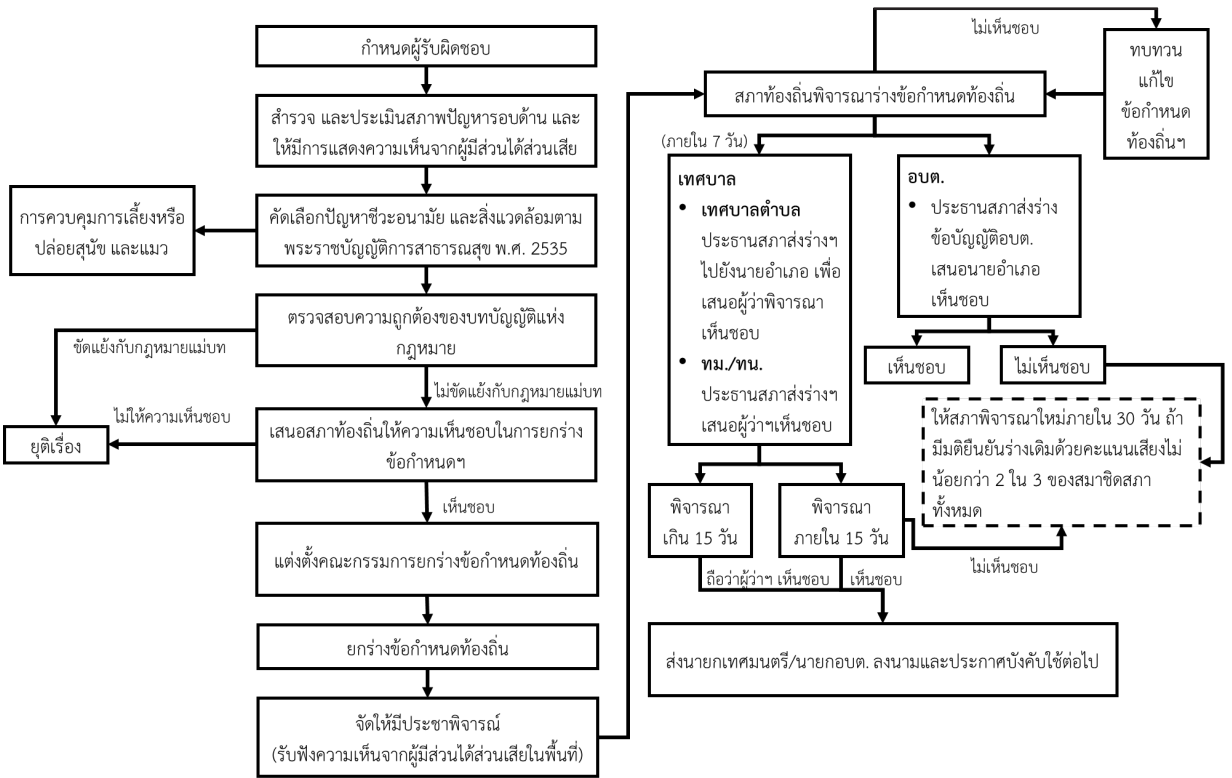 กำหนดผู้รับผิดชอบ
สำรวจ และประเมินสภาพปัญหารอบด้าน และ
ให้มีการแสดงความเห็นจากผู้มีส่วนได้ส่วนเสีย
การควบคุมการเลี้ยงหรือ
ปล่อยสุนัข และแมว
คัดเลือกปัญหาชีวะอนามัย และสิ่งแวดล้อมตาม
พระราชบัญญัติการสาธารณสุข พ.ศ. 2535
ตรวจสอบความถูกต้องของบทบัญญัติแห่ง
กฎหมาย
ขัดแย้งกับกฎหมายแม่บท
ไม่ขัดแย้งกับกฎหมายแม่บท
ไม่ให้ความเห็นชอบ
ยุติเรื่อง
เสนอสภาท้องถิ่นให้ความเห็นชอบในการยกร่าง
ข้อกำหนดฯ
เห็นชอบ
แต่งตั้งคณะกรรมการยกร่างข้อกำหนดท้องถิ่น
ยกร่างข้อกำหนดท้องถิ่น
จัดให้มีประชาพิจารณ์
(รับฟังความเห็นจากผู้มีส่วนได้ส่วนเสียในพื้นที่)
ไม่เห็นชอบ
ทบทวน
แก้ไข
ข้อกำหนด
ท้องถิ่นฯ
สภาท้องถิ่นพิจารณาร่างข้อกำหนดท้องถิ่น
(ภายใน 7 วัน)
เทศบาล
• เทศบาลตำบล
ประธานสภาส่งร่างฯ
ไปยังนายอำเภอ เพื่อ
เสนอผู้ว่าพิจารณา
เห็นชอบ
• ทม./ทน.
ประธานสภาส่งร่างฯ
เสนอผู้ว่าฯเห็นชอบ
อบต.
• ประธานสภาส่งร่าง
ข้อบัญญัติอบต.
เสนอนายอำเภอ
เห็นชอบ
เห็นชอบ
ไม่เห็นชอบ
ให้สภาพิจารณาใหม่ภายใน 30 วัน ถ้า
มีมติยืนยันร่างเดิมด้วยคะแนนเสียงไม่
น้อยกว่า 2 ใน 3 ของสมาชิดสภา
ทั้งหมด
พิจารณา
เกิน 15 วัน
พิจารณา
ภายใน 15 วัน
ไม่เห็นชอบ
ถือว่าผู้ว่าฯ เห็นชอบ
เห็นชอบ
ส่งนายกเทศมนตรี/นายกอบต. ลงนามและประกาศบังคับใช้ต่อไป